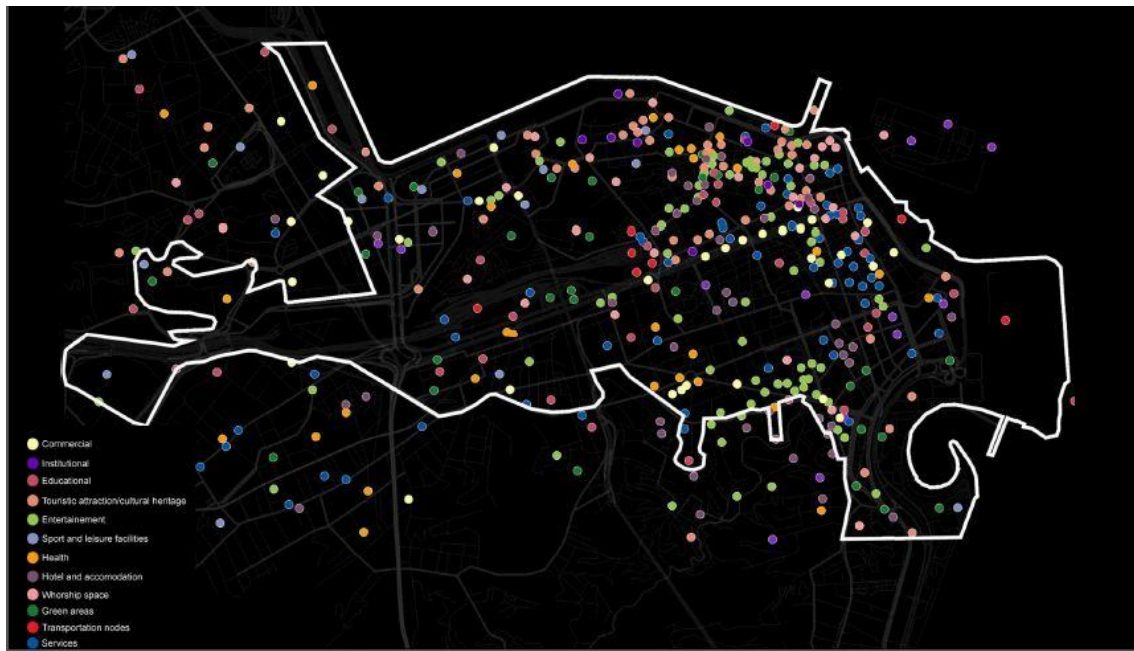 Commercial
Institutional
Educational
Touristic attraction/cultural heritage
Entertainement
Sport and leisure facilities
Health
Hotel and accomodation
Whorship space
Green areas
Transportation nodes
Services